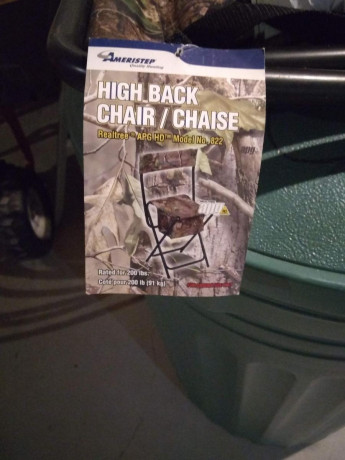 AMERISTEP
HIGH BACK
CHAIR / CHAISE
Realtree™ APG HD™ Model No. 822
Rated for 200 lbs.
Coté pour 200 lb (91 kg)